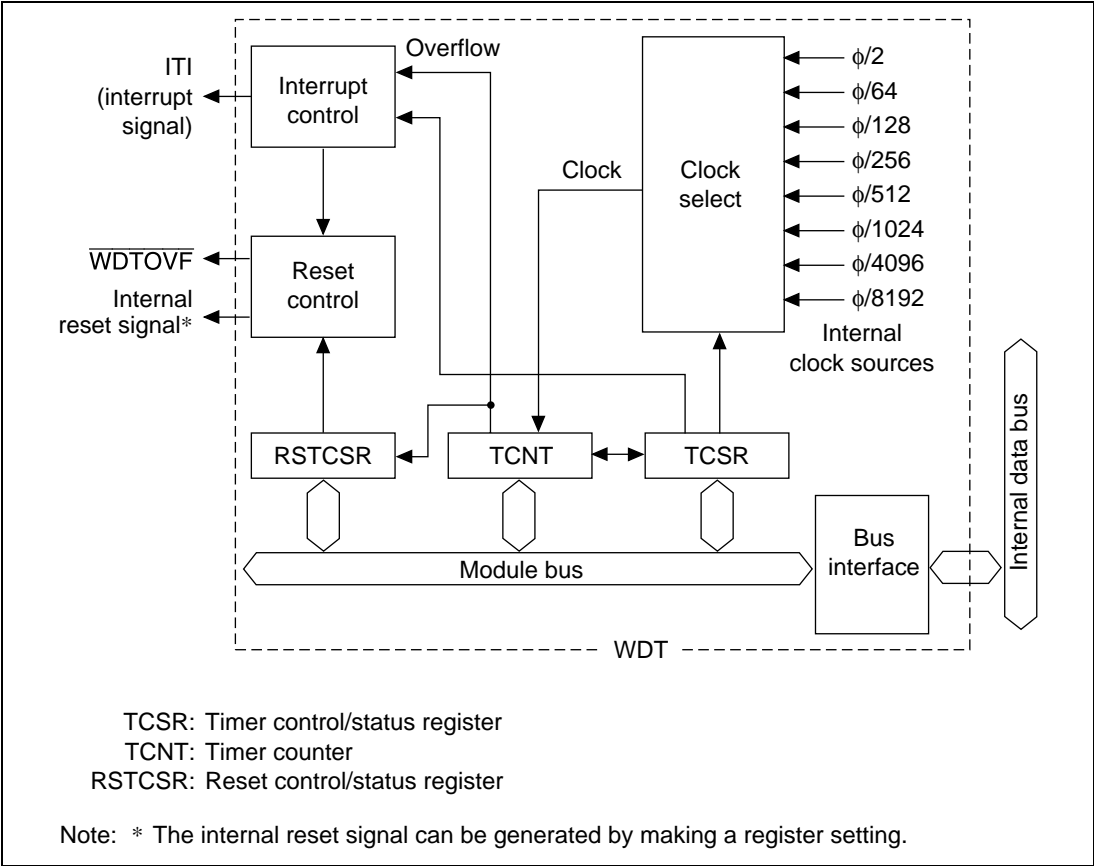 Overflow
ITI
(interrupt
signal)
Interrupt
control
Clock
Clock
select
ϕ/2
ϕ/64
ϕ/128
ϕ/256
ϕ/512
ϕ/1024
ϕ/4096
ϕ/8192
Internal
clock sources
WDTOVF
Internal
reset signal*
Reset
control
RSTCSR
TCNT
TCSR
Module bus
Bus
interface
Internal data bus
WDT
TCSR: Timer control/status register
TCNT: Timer counter
RSTCSR: Reset control/status register
Note: * The internal reset signal can be generated by making a register setting.